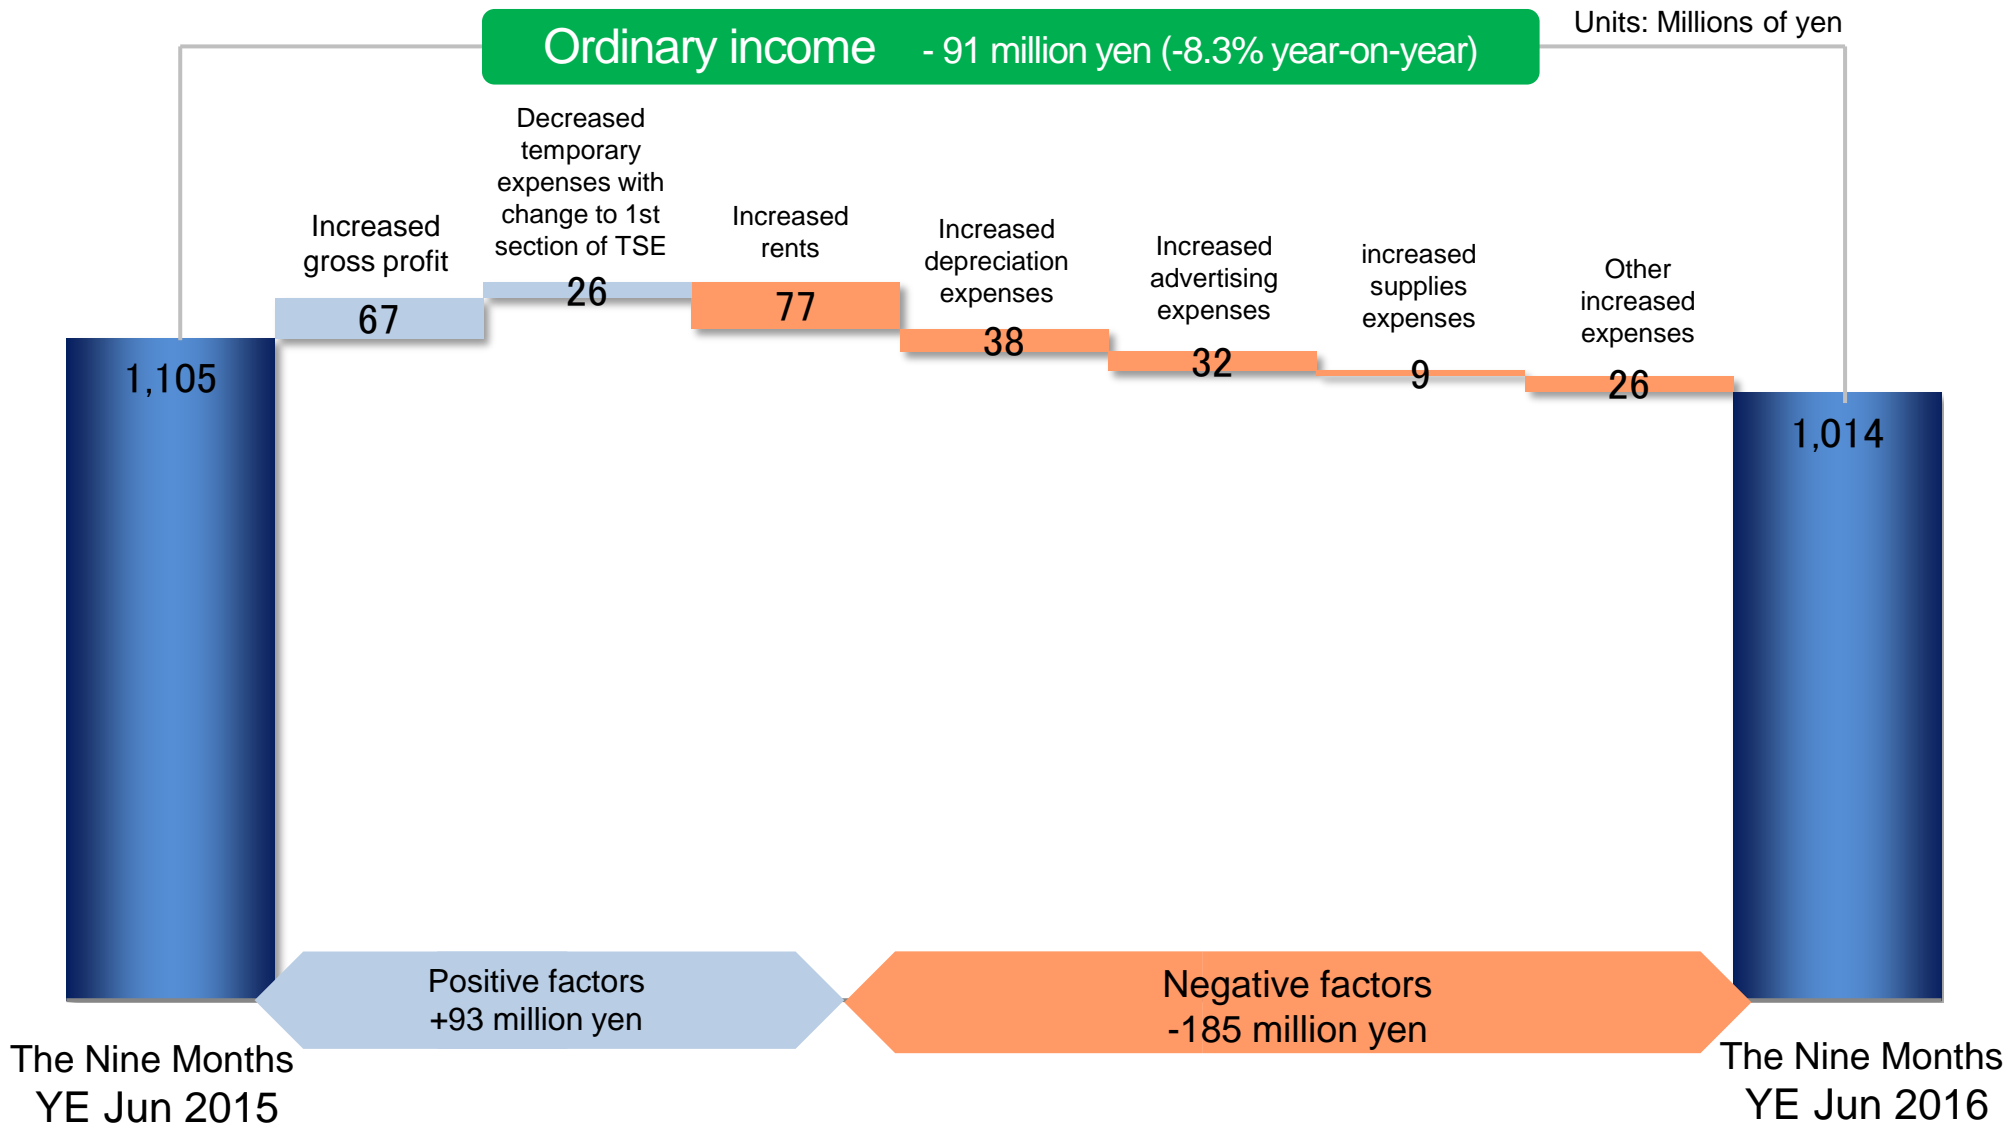 Units: Millions of yen
Ordinary income - 91 million yen (-8.3% year-on-year)
Decreased
temporary
expenses with
change to 1st
section of TSE
Increased
gross profit
Increased
rents
Increased
depreciation
expenses
Increased
advertising
expenses
increased
supplies
expenses
Other
increased
expenses
1,105
67
26
77
38
32
9
26
1,014
Positive factors
+93 million yen
Negative factors
-185 million yen
The Nine Months
YE Jun 2015
The Nine Months
YE Jun 2016